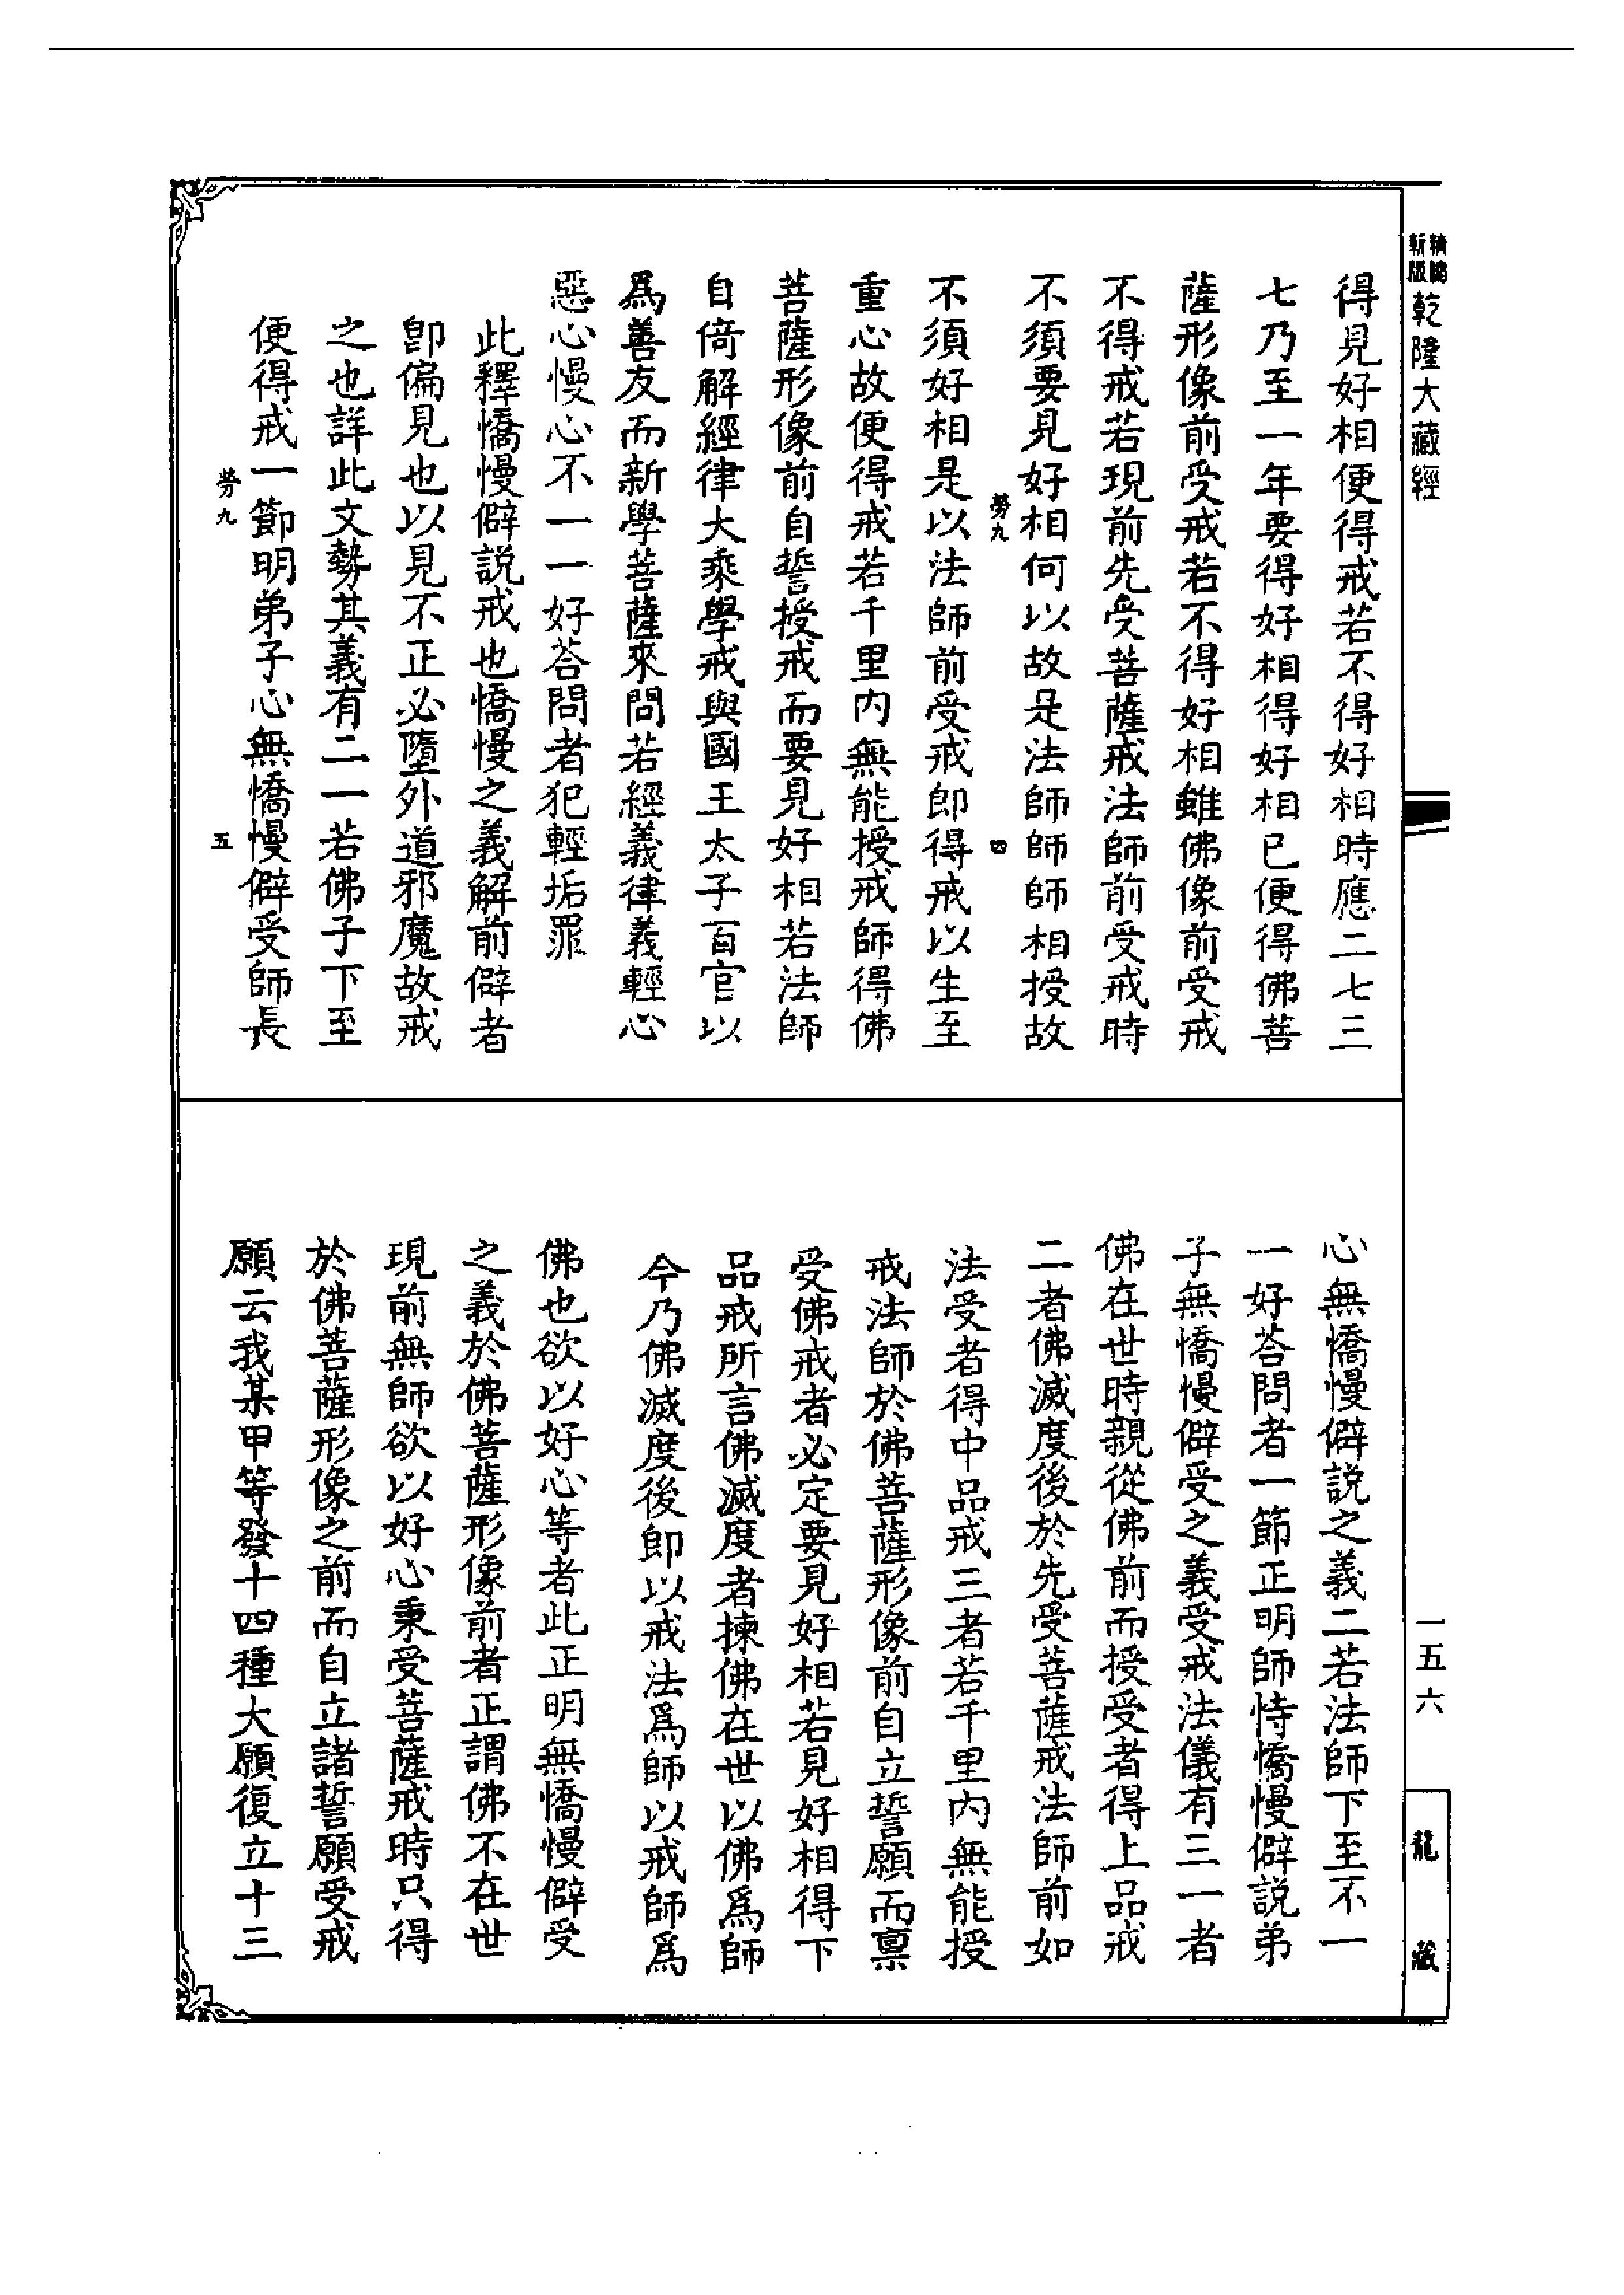 精縮
新版
乾隆大藏經
得見好相便得戒若不得好相時應二七三
七乃至一年要得好相得好相已便得佛菩
薩形像前受戒若不得好相雖佛像前受戒
不得戒若現前先受菩薩戒法師前受戒時
不須要見好相何以故是法師師師相授故
勞九
四
不須好相是以法師前受戒即得戒以生至
重心故便得戒若千里內無能授戒師得佛
菩薩形像前自誓授戒而要見好相若法師
自倚解經律大乘學戒與國王太子百官以
爲善友而新學菩薩來問若經義律義輕心
惡心慢心不一一好荅問者犯輕垢罪
此釋憍慢僻説戒也憍慢之義解前僻者
卽偏見也以見不正必墮外道邪魔故戒
之也詳此文勢其義有二一若佛子下至
便得戒一節明弟子心無憍慢僻受師長
勞九
五
心無憍慢僻説之義二若法師下至不一
一好荅問者一節正明師恃憍慢僻説弟
子無憍慢僻受之義受戒法儀有三一者
佛在世時親從佛前而授受者得上品戒
二者佛滅度後於先受菩薩戒法師前如
法受者得中品戒三者若千里內無能授
戒法師於佛菩薩形像前自立誓願而稟
受佛戒者必定要見好相若見好相得下
品戒所言佛滅度者揀佛在世以佛爲師
今乃佛滅度後即以戒法爲師以戒師爲
佛也欲以好心等者此正明無憍慢僻受
之義於佛菩薩形像前者正謂佛不在世
現前無師欲以好心秉受菩薩戒時只得
於佛菩薩形像之前而自立諸誓願受戒
願云我某甲等發十四種大願復立十三
一五六
龍藏